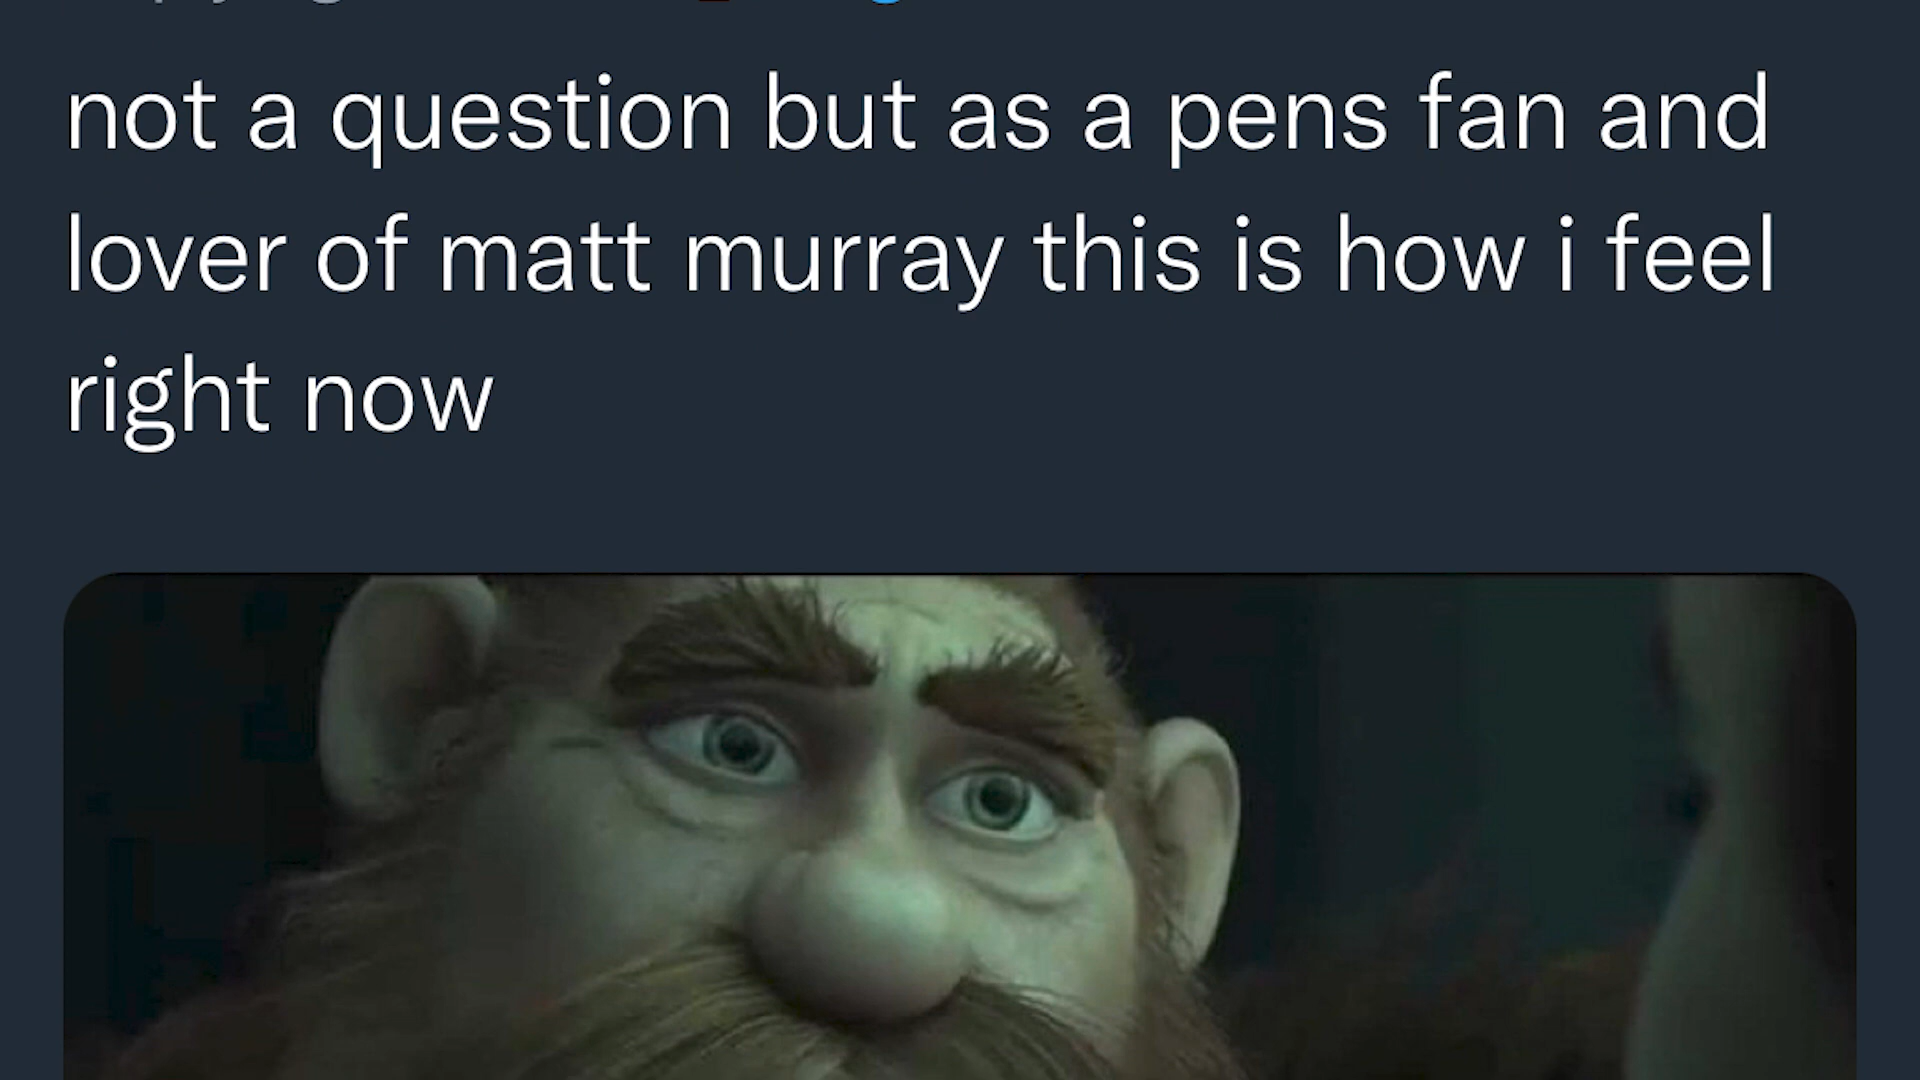 not a question but as a pens fan and
lover of matt murray this is how i feel
right now